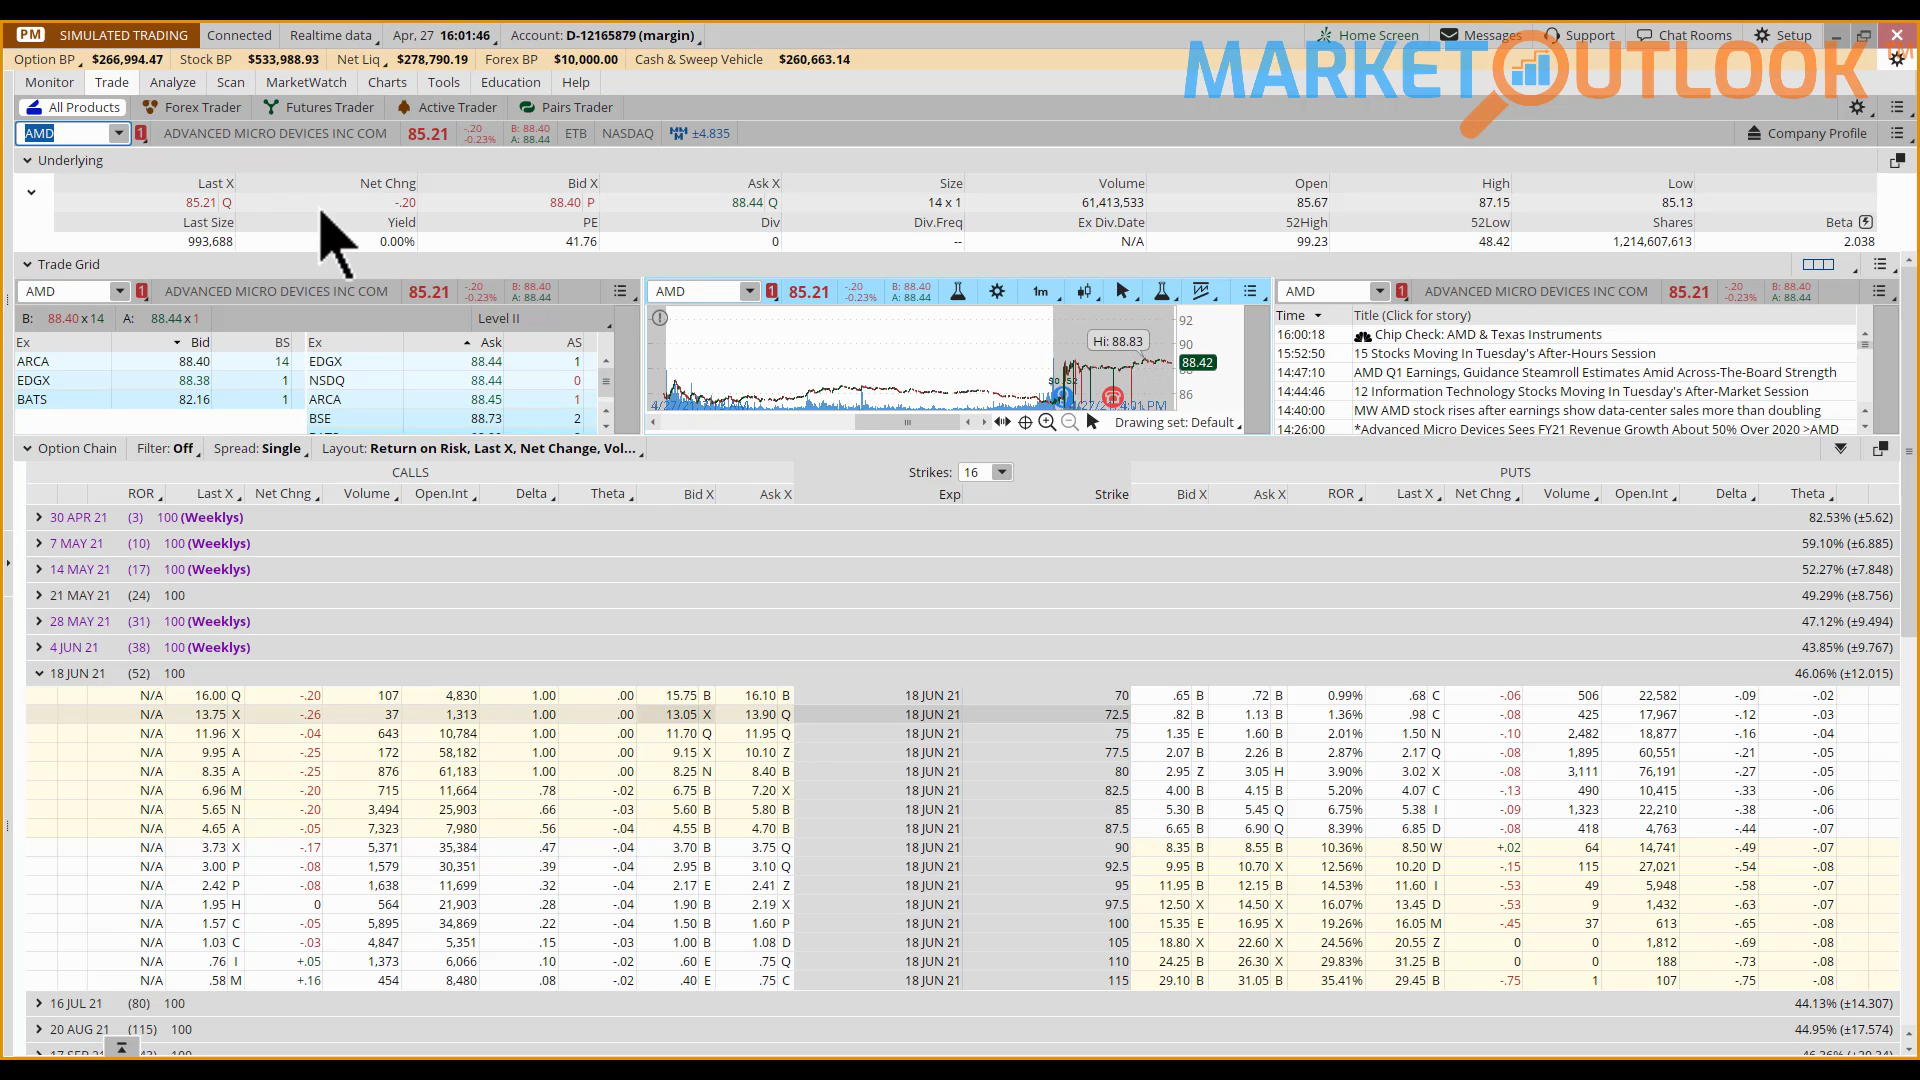 PM SIMULATED TRADING Connected Realtime data Apr, 27 16:01:46 Account: D-12165879 (margin) Home Screen Messages Support Chat Rooms Setup
Option BP $266,994.47 Stock BP $533,988.93 Net Liq $278,790.19 Forex BP $10,000.00 Cash & Sweep Vehicle $260,663.14
MARKET OUTLOOK
Monitor Trade Analyze Scan MarketWatch Charts Tools Education Help
All Products Forex Trader Futures Trader Active Trader Pairs Trader
AMD 1 ADVANCED MICRO DEVICES INC COM 85.21 -.20 -0.23% B: 88.40 A: 88.44 ETB NASDAQ ±4.835 Company Profile
Underlying
Last X Net Chng Bid X Ask X Size Volume Open High Low
85.21 Q -.20 88.40 P 88.44 Q 14 x 1 61,413,533 85.67 87.15 85.13
Last Size Yield PE Div Div.Freq Ex Div.Date 52High 52Low Shares Beta
993,688 0.00% 41.76 0 -- N/A 99.23 48.42 1,214,607,613 2.038
Trade Grid
AMD 1 ADVANCED MICRO DEVICES INC COM 85.21 -.20 -0.23% B: 88.40 A: 88.44
B: 88.40 x 14 A: 88.44 x 1 Level II
Ex Bid BS Ex Ask AS
ARCA 88.40 14 EDGX 88.44 1
EDGX 88.38 1 NSDQ 88.44 0
BATS 82.16 1 ARCA 88.45 1
BSE 88.73 2
AMD 1 85.21 -.20 -0.23% B: 88.40 A: 88.44 1m
92
90
Hi: 88.83
88.42
86
Drawing set: Default
AMD 1 ADVANCED MICRO DEVICES INC COM 85.21 -.20 -0.23% B: 88.40 A: 88.44
Time Title (Click for story)
16:00:18 Chip Check: AMD & Texas Instruments
15:52:50 15 Stocks Moving In Tuesday's After-Hours Session
14:47:10 AMD Q1 Earnings, Guidance Steamroll Estimates Amid Across-The-Board Strength
14:44:46 12 Information Technology Stocks Moving In Tuesday's After-Market Session
14:40:00 MW AMD stock rises after earnings show data-center sales more than doubling
14:26:00 *Advanced Micro Devices Sees FY21 Revenue Growth About 50% Over 2020 >AMD
Option Chain Filter: Off Spread: Single Layout: Return on Risk, Last X, Net Change, Vol...
CALLS Strikes: 16 PUTS
ROR Last X Net Chng Volume Open.Int Delta Theta Bid X Ask X Exp Strike Bid X Ask X ROR Last X Net Chng Volume Open.Int Delta Theta
30 APR 21 (3) 100 (Weeklys) 82.53% (±5.62)
7 MAY 21 (10) 100 (Weeklys) 59.10% (±6.885)
14 MAY 21 (17) 100 (Weeklys) 52.27% (±7.848)
21 MAY 21 (24) 100 49.29% (±8.756)
28 MAY 21 (31) 100 (Weeklys) 47.12% (±9.494)
4 JUN 21 (38) 100 (Weeklys) 43.85% (±9.767)
18 JUN 21 (52) 100 46.06% (±12.015)
N/A 16.00 Q -.20 107 4,830 1.00 .00 15.75 B 16.10 B 18 JUN 21 70 .65 B .72 B 0.99% .68 C -.06 506 22,582 -.09 -.02
N/A 13.75 X -.26 37 1,313 1.00 .00 13.05 X 13.90 Q 18 JUN 21 72.5 .82 B 1.13 B 1.36% .98 C -.08 425 17,967 -.12 -.03
N/A 11.96 X -.04 643 10,784 1.00 .00 11.70 Q 11.95 Q 18 JUN 21 75 1.35 E 1.60 B 2.01% 1.50 N -.10 2,482 18,877 -.16 -.04
N/A 9.95 A -.25 172 58,182 1.00 .00 9.15 X 10.10 Z 18 JUN 21 77.5 2.07 B 2.26 B 2.87% 2.17 Q -.08 1,895 60,551 -.21 -.05
N/A 8.35 A -.25 876 61,183 1.00 .00 8.25 N 8.40 B 18 JUN 21 80 2.95 Z 3.05 H 3.90% 3.02 X -.08 3,111 76,191 -.27 -.05
N/A 6.96 M -.20 715 11,664 .78 -.02 6.75 B 7.20 X 18 JUN 21 82.5 4.00 B 4.15 B 5.20% 4.07 C -.13 490 10,415 -.33 -.06
N/A 5.65 N -.20 3,494 25,903 .66 -.03 5.60 B 5.80 B 18 JUN 21 85 5.30 B 5.45 Q 6.75% 5.38 I -.09 1,323 22,210 -.38 -.06
N/A 4.65 A -.05 7,323 7,980 .56 -.04 4.55 B 4.70 B 18 JUN 21 87.5 6.65 B 6.90 Q 8.39% 6.85 D -.08 418 4,763 -.44 -.07
N/A 3.73 X -.17 5,371 35,384 .47 -.04 3.70 B 3.75 Q 18 JUN 21 90 8.35 B 8.55 B 10.36% 8.50 W +.02 64 14,741 -.49 -.07
N/A 3.00 P -.08 1,579 30,351 .39 -.04 2.95 B 3.10 Q 18 JUN 21 92.5 9.95 B 10.70 X 12.56% 10.20 D -.15 115 27,021 -.54 -.08
N/A 2.42 P -.08 1,638 11,699 .32 -.04 2.17 E 2.41 Z 18 JUN 21 95 11.95 B 12.15 B 14.53% 11.60 I -.53 49 5,948 -.58 -.07
N/A 1.95 H 0 564 21,903 .28 -.04 1.90 B 2.19 X 18 JUN 21 97.5 12.50 X 14.50 X 16.07% 13.45 D -.53 9 1,432 -.63 -.07
N/A 1.57 C -.05 5,895 34,869 .22 -.04 1.50 B 1.60 P 18 JUN 21 100 15.35 E 16.95 X 19.26% 16.05 M -.45 37 613 -.65 -.08
N/A 1.03 C -.03 4,847 5,351 .15 -.03 1.00 B 1.08 D 18 JUN 21 105 18.80 X 22.60 X 24.56% 20.55 Z 0 0 1,812 -.69 -.08
N/A .76 I +.05 1,373 6,066 .10 -.02 .60 E .75 Q 18 JUN 21 110 24.25 B 26.30 X 29.83% 31.25 B 0 0 188 -.73 -.08
N/A .58 M +.16 454 8,480 .08 -.02 .40 E .75 C 18 JUN 21 115 29.10 B 31.05 B 35.41% 29.45 B -.75 1 107 -.75 -.08
16 JUL 21 (80) 100 44.13% (±14.307)
20 AUG 21 (115) 100 44.95% (±17.574)